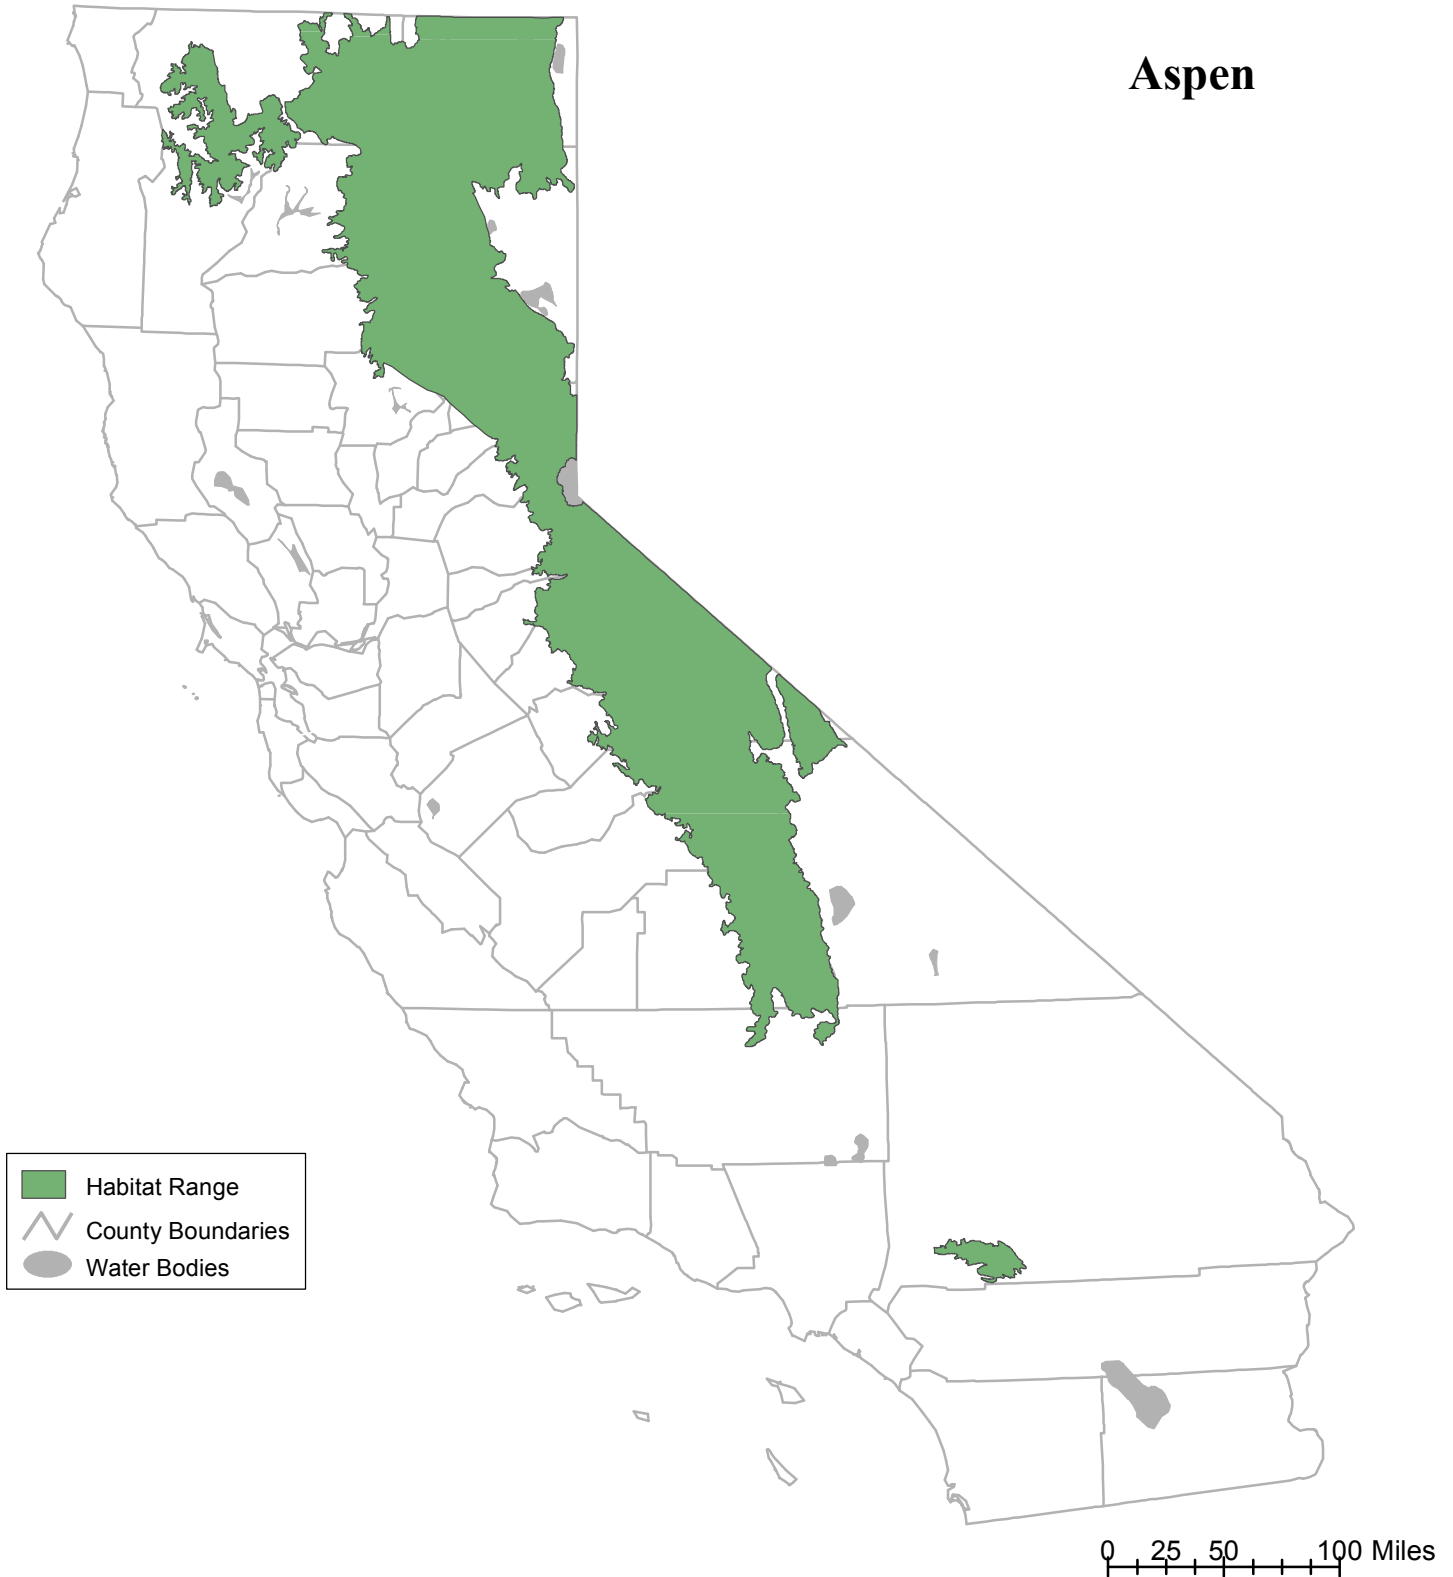 Aspen
Habitat Range
County Boundaries
Water Bodies
0 25 50 100 Miles